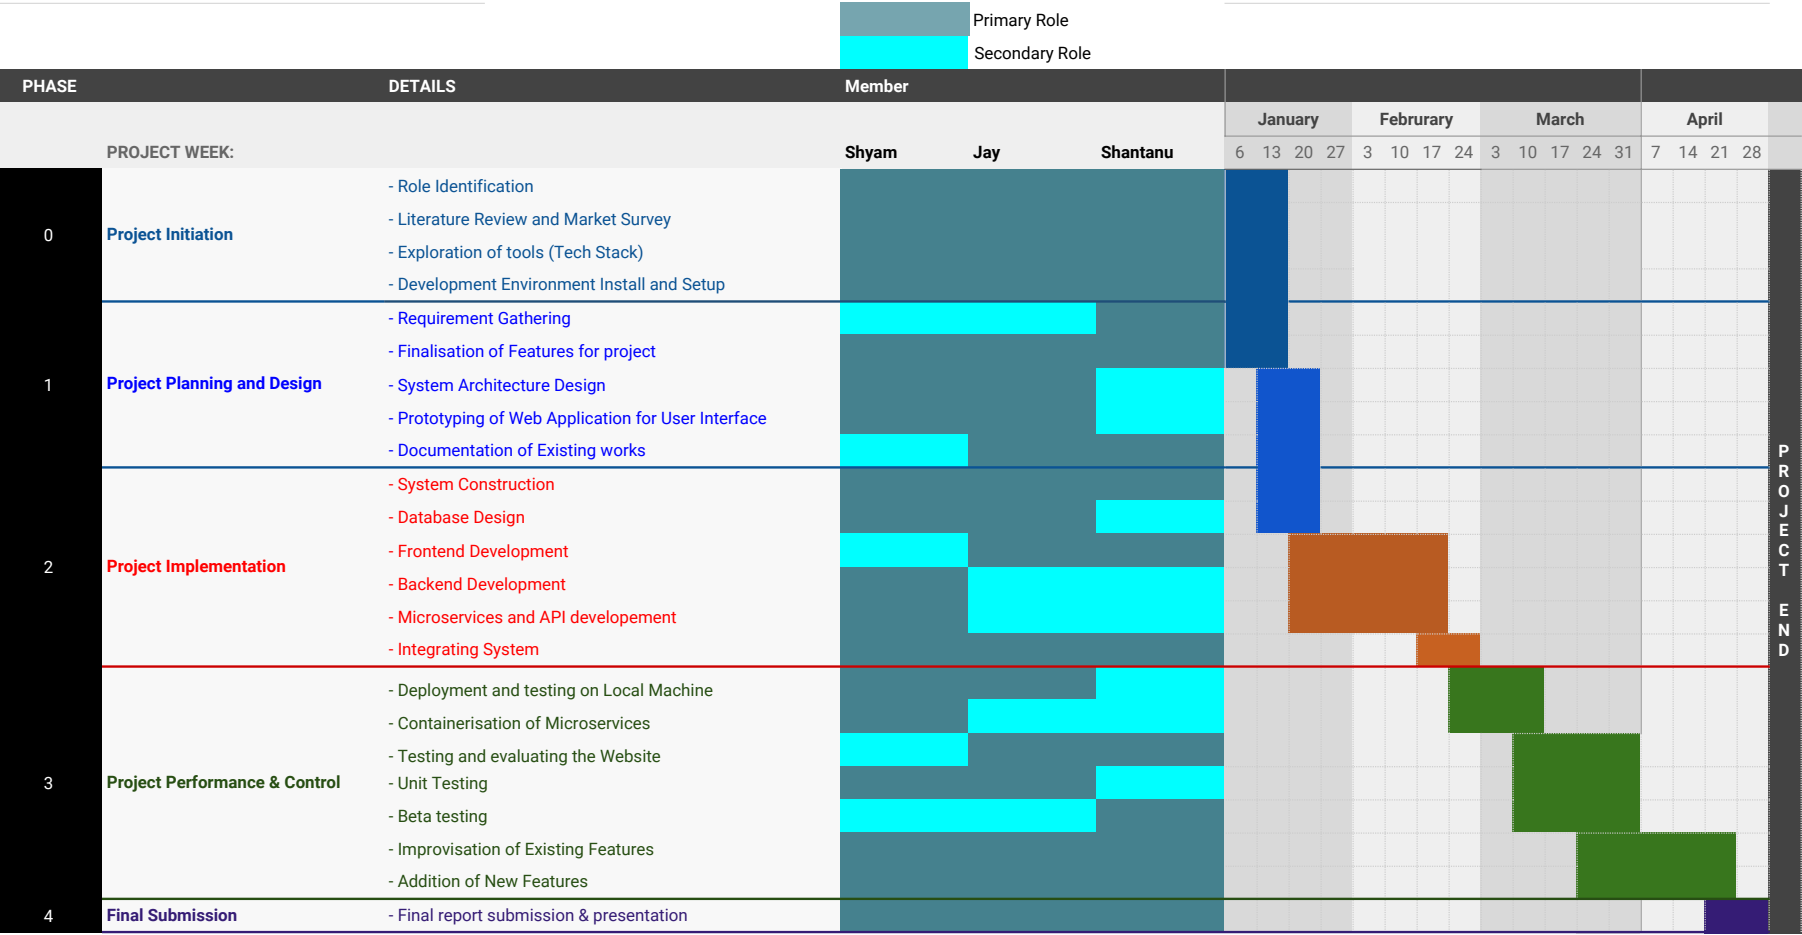 Primary Role
Secondary Role
PHASE DETAILS Member
January Februrary March April
PROJECT WEEK: Shyam Jay Shantanu 6 13 20 27 3 10 17 24 3 10 17 24 31 7 14 21 28
0 Project Initiation
- Role Identification
- Literature Review and Market Survey
- Exploration of tools (Tech Stack)
- Development Environment Install and Setup
1 Project Planning and Design
- Requirement Gathering
- Finalisation of Features for project
- System Architecture Design
- Prototyping of Web Application for User Interface
- Documentation of Existing works
2 Project Implementation
- System Construction
- Database Design
- Frontend Development
- Backend Development
- Microservices and API developement
- Integrating System
3 Project Performance & Control
- Deployment and testing on Local Machine
- Containerisation of Microservices
- Testing and evaluating the Website
- Unit Testing
- Beta testing
- Improvisation of Existing Features
- Addition of New Features
4 Final Submission - Final report submission & presentation
PROJECT END